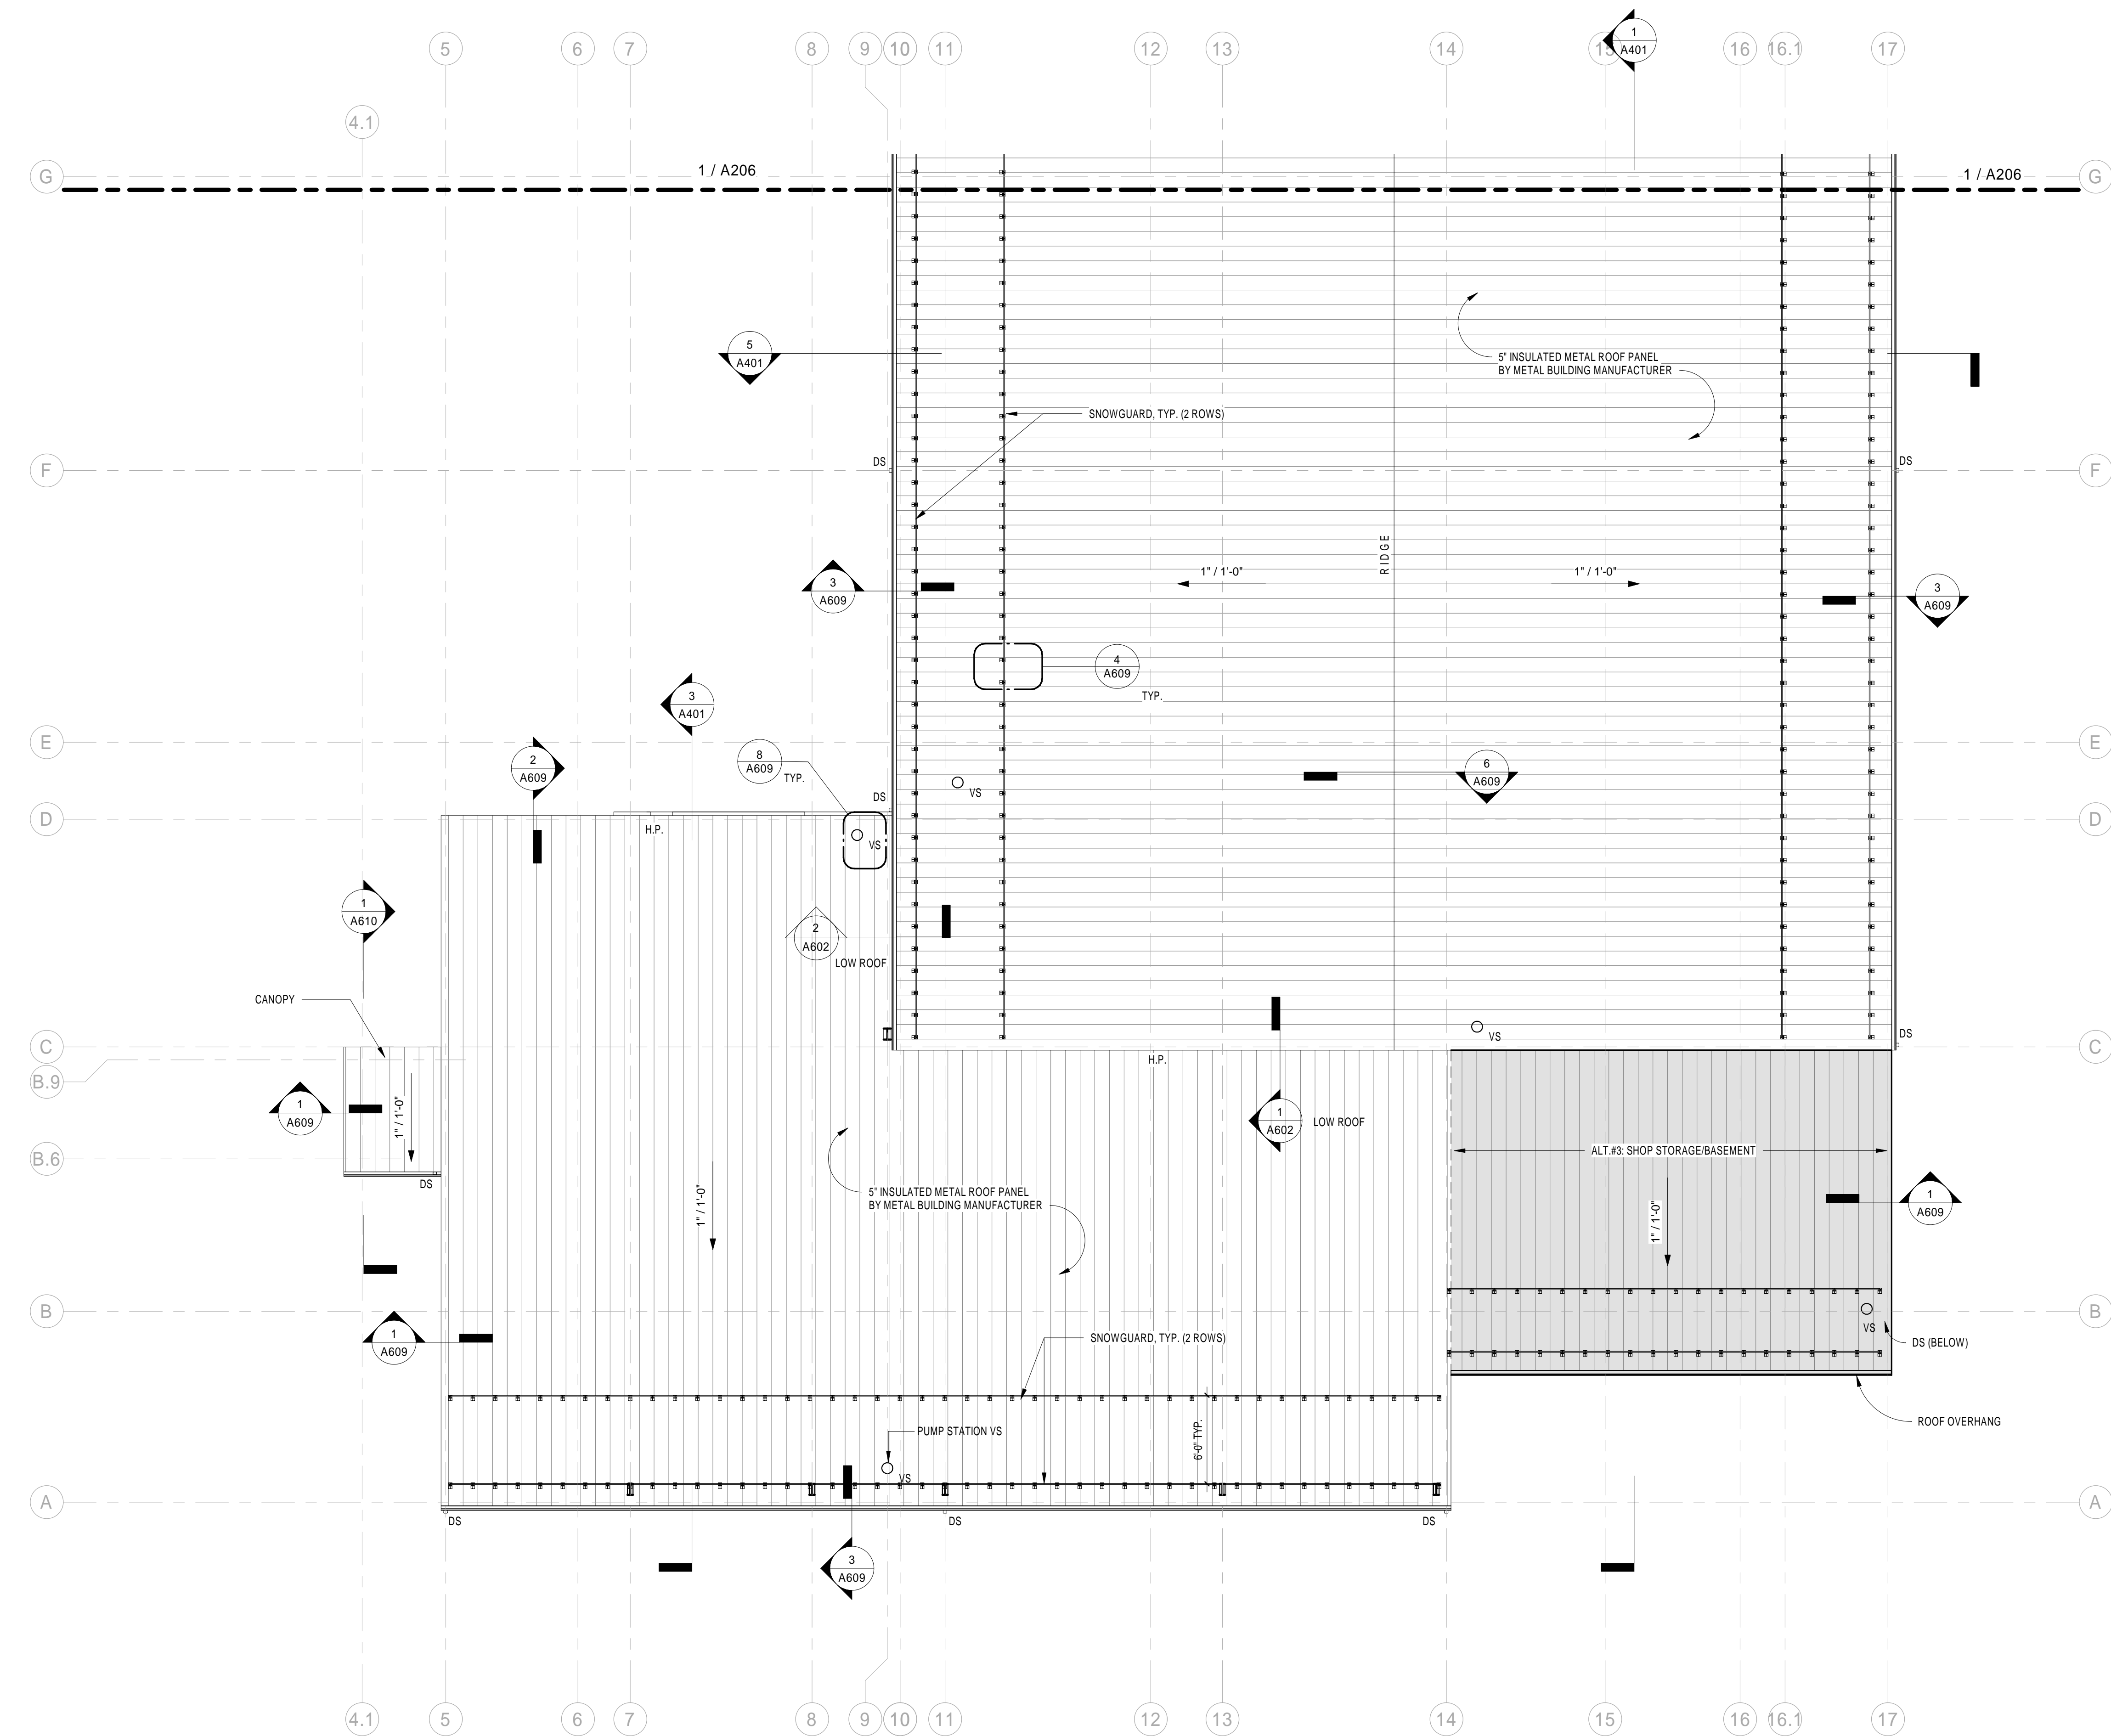 1
A401
5
6
7
8
9
10
11
12
13
14
15
16
16.1
17
4.1
G
1 / A206
1 / A206
G
5
A401
5" INSULATED METAL ROOF PANEL
BY METAL BUILDING MANUFACTURER
SNOWGUARD, TYP. (2 ROWS)
F
DS
DS
F
RIDGE
1" / 1'-0"
1" / 1'-0"
3
A609
3
A609
4
A609
TYP.
3
A401
E
E
2
A609
8
A609
TYP.
6
A609
VS
DS
D
H.P.
VS
D
1
A610
2
A602
LOW ROOF
CANOPY
C
VS
DS
C
H.P.
B.9
1
A609
1" / 1'-0"
1
A602
LOW ROOF
B.6
ALT.#3: SHOP STORAGE/BASEMENT
DS
5" INSULATED METAL ROOF PANEL
BY METAL BUILDING MANUFACTURER
1" / 1'-0"
1" / 1'-0"
1
A609
B
B
VS
1
A609
SNOWGUARD, TYP. (2 ROWS)
DS (BELOW)
ROOF OVERHANG
PUMP STATION VS
6'-0" TYP.
VS
A
A
DS
DS
DS
3
A609
4.1
5
6
7
8
9
10
11
12
13
14
15
16
16.1
17